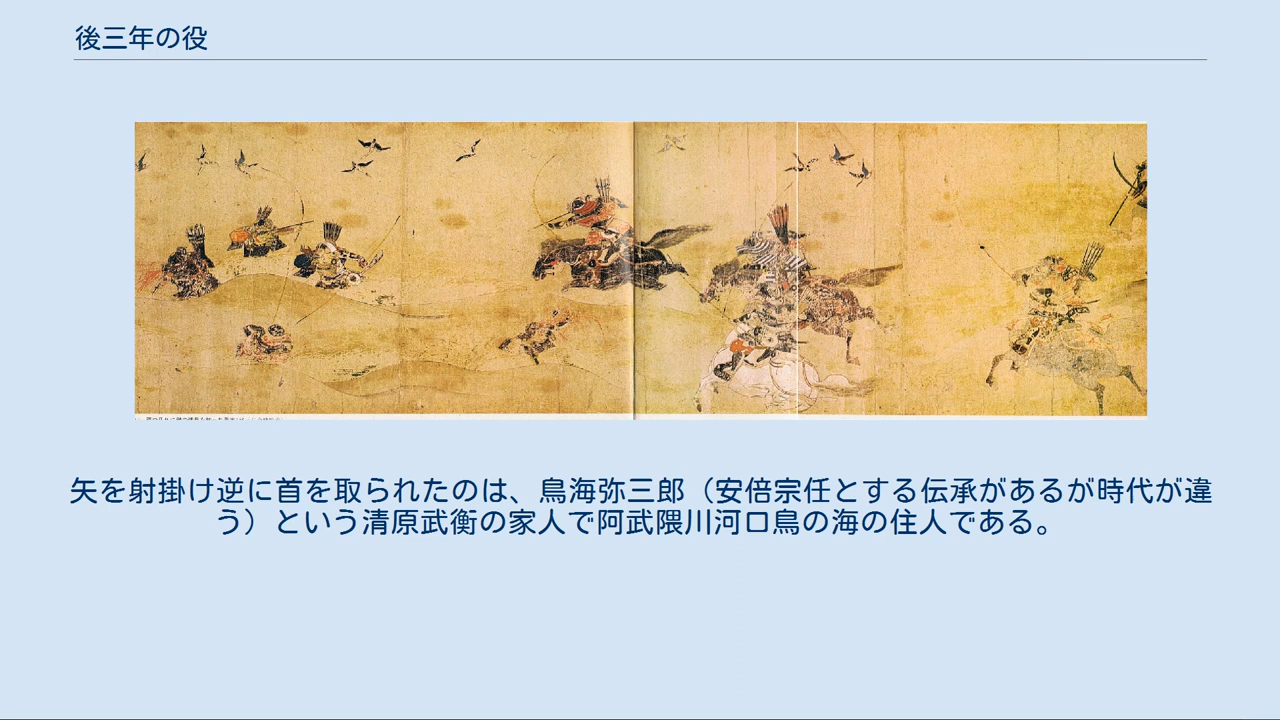 後三年の役
矢を射掛け逆に首を取られたのは、鳥海弥三郎（安倍宗任とする伝承があるが時代が違
う）という清原武衡の家人で阿武隈川河口鳥の海の住人である。